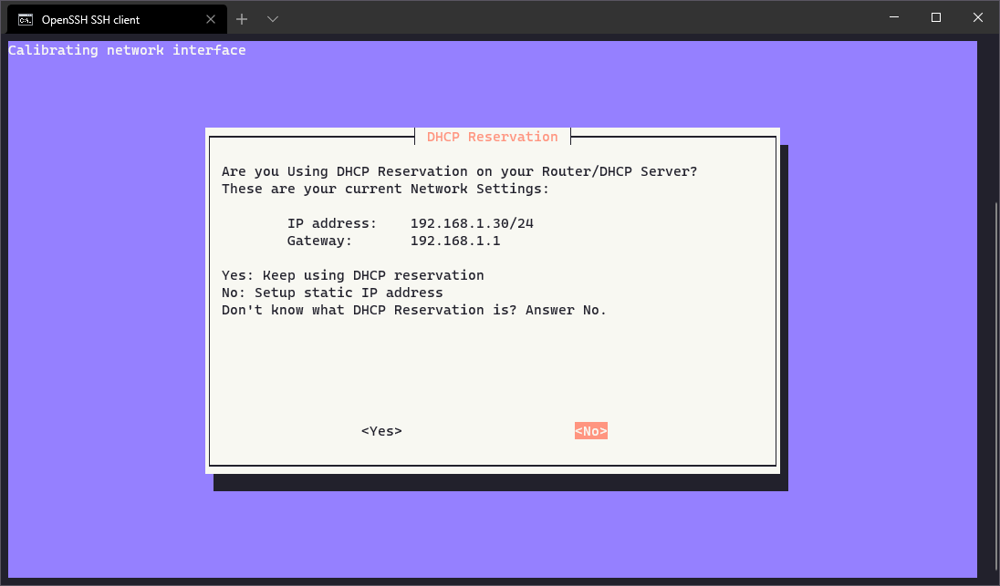 OpenSSH SSH client
Calibrating network interface
DHCP Reservation
Are you Using DHCP Reservation on your Router/DHCP Server?
These are your current Network Settings:
IP address:    192.168.1.30/24
Gateway:       192.168.1.1
Yes: Keep using DHCP reservation
No: Setup static IP address
Don't know what DHCP Reservation is? Answer No.
<Yes>                    <No>